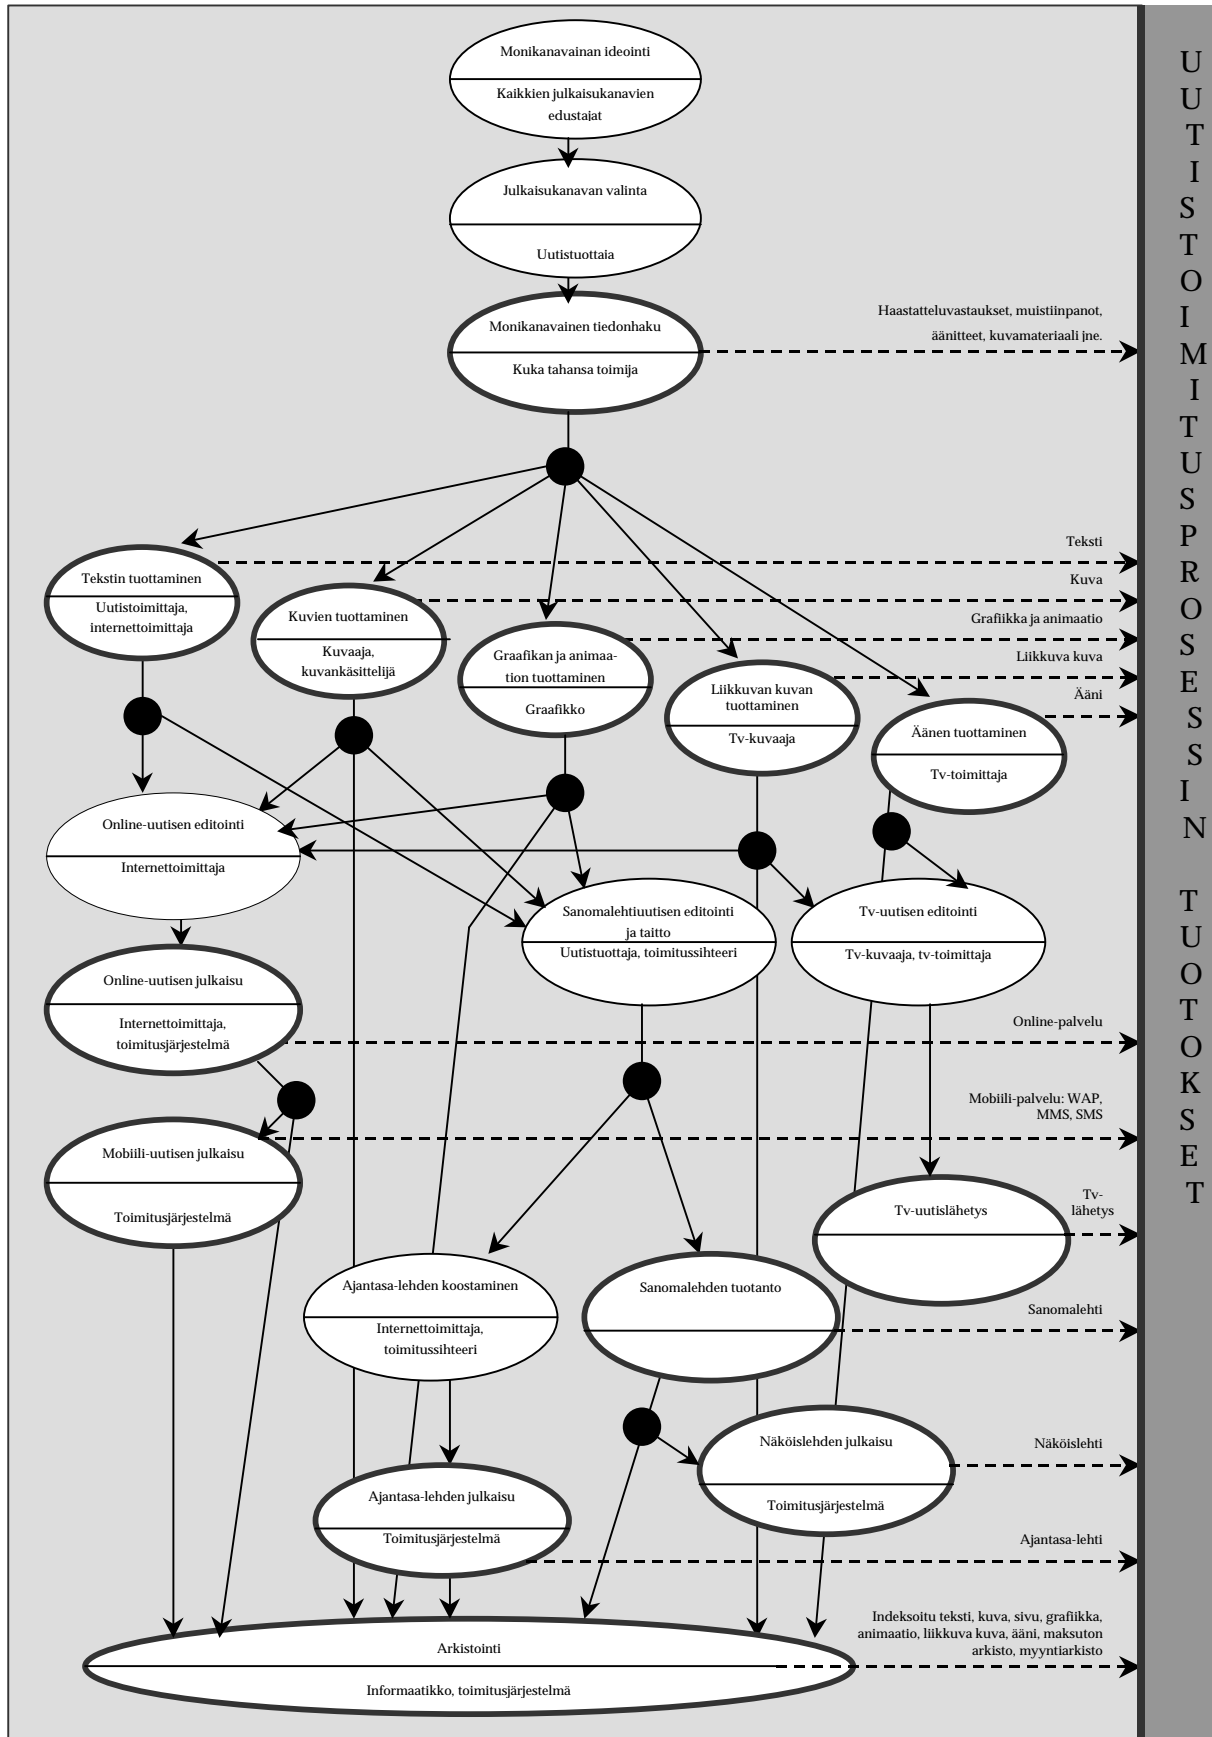 Monikanavainan ideointi
Kaikkien julkaisukanavien
edustajat
Julkaisukanavan valinta
Uutistuottaja
Monikanavainen tiedonhaku
Kuka tahansa toimija
Haastatteluvastaukset, muistiinpanot,
äänitteet, kuvamateriaali jne.
Teksti
Tekstin tuottaminen
Uutistoimittaja,
internettoimittaja
Kuva
Kuvien tuottaminen
Kuvaaja,
kuvankäsittelijä
Grafiikka ja animaatio
Graafikan ja animaa-
tion tuottaminen
Graafikko
Liikkuva kuva
Liikkuvan kuvan
tuottaminen
Tv-kuvaaja
Ääni
Äänen tuottaminen
Tv-toimittaja
Online-uutisen editointi
Internettoimittaja
Sanomalehtiuutisen editointi
ja taitto
Uutistuottaja, toimitussihteeri
Tv-uutisen editointi
Tv-kuvaaja, tv-toimittaja
Online-uutisen julkaisu
Internettoimittaja,
toimitusjärjestelmä
Online-palvelu
Mobiili-palvelu: WAP,
MMS, SMS
Mobiili-uutisen julkaisu
Toimitusjärjestelmä
Tv-uutislähetys
Tv-
lähetys
Ajantasa-lehden koostaminen
Internettoimittaja,
toimitussihteeri
Sanomalehden tuotanto
Sanomalehti
Näköislehden julkaisu
Toimitusjärjestelmä
Näköislehti
Ajantasa-lehden julkaisu
Toimitusjärjestelmä
Ajantasa-lehti
Arkistointi
Informaatikko, toimitusjärjestelmä
Indeksoitu teksti, kuva, sivu, grafiikka,
animaatio, liikkuva kuva, ääni, maksuton
arkisto, myyntiarkisto
UUTISTOIMITUSPROSESSIN TUOTOKSET